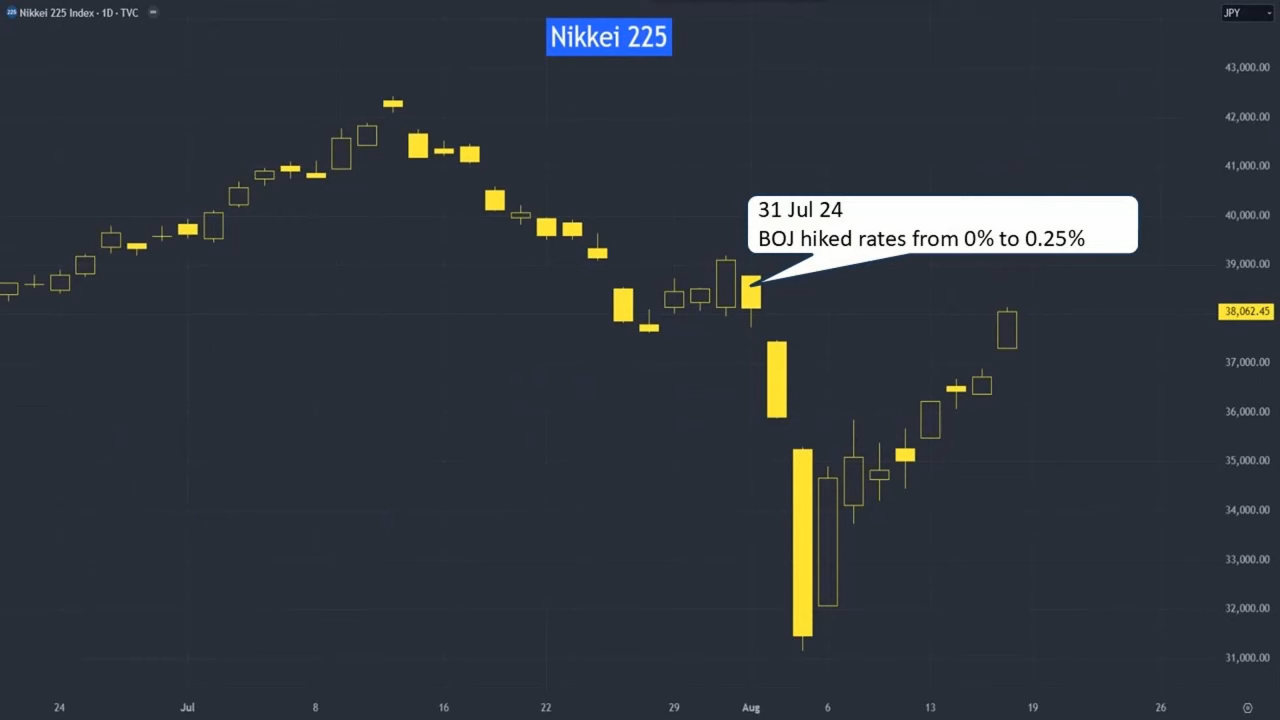 225 Nikkei 225 Index · 1D · TVC
JPY
Nikkei 225
43,000.00
42,000.00
41,000.00
40,000.00
39,000.00
38,062.45
37,000.00
36,000.00
35,000.00
34,000.00
33,000.00
32,000.00
31,000.00
31 Jul 24
BOJ hiked rates from 0% to 0.25%
24 Jul 8 16 22 29 Aug 6 13 19 26